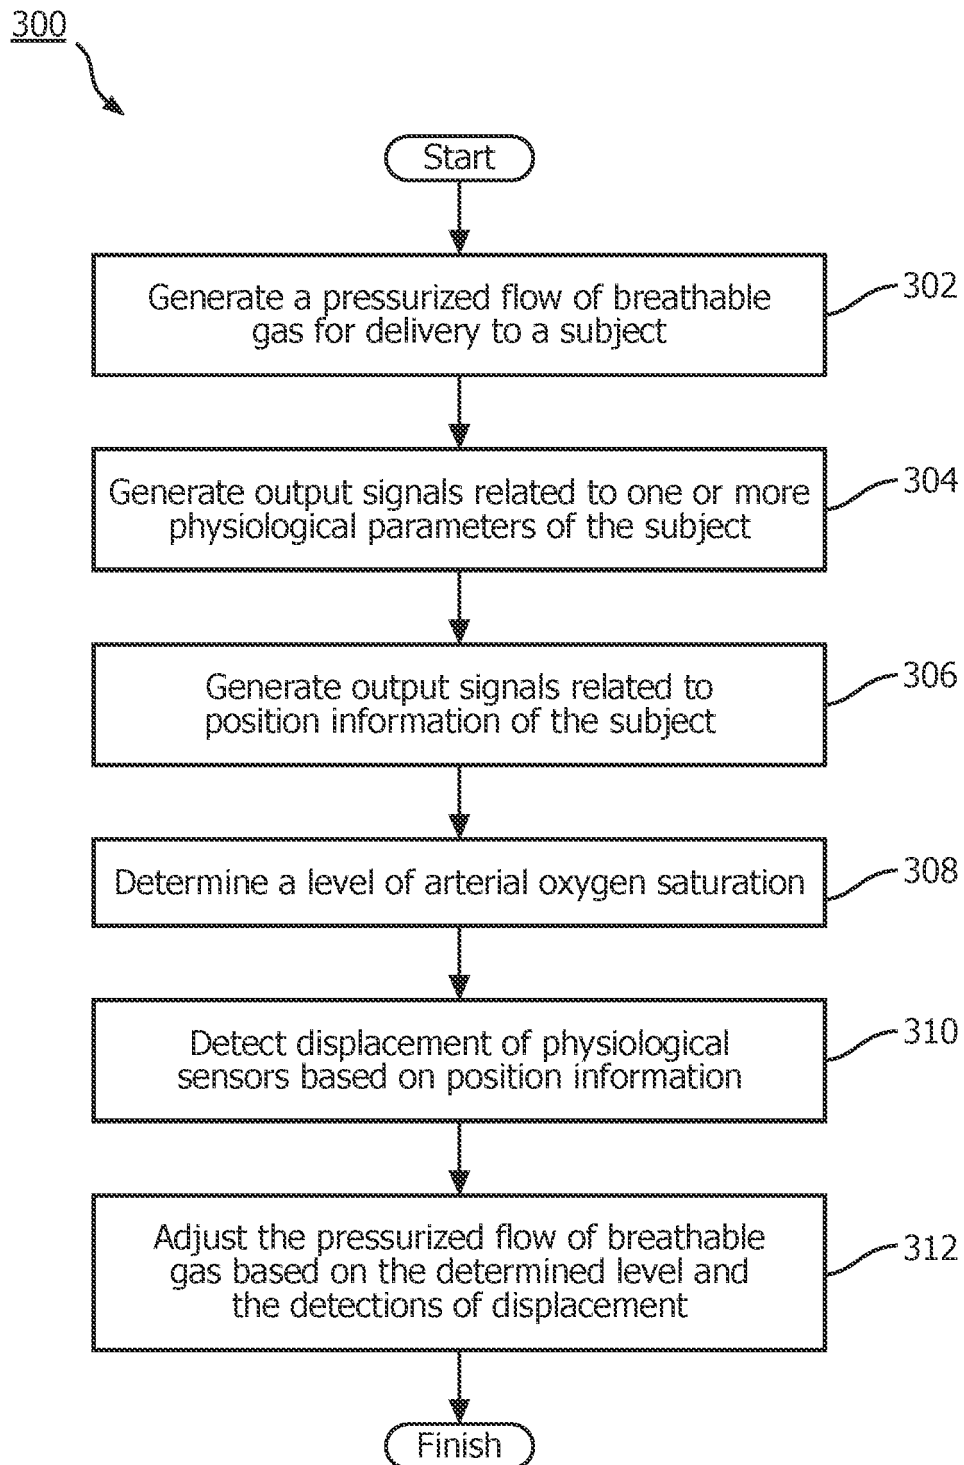 300
Start
Generate a pressurized flow of breathable
gas for delivery to a subject
302
Generate output signals related to one or more
physiological parameters of the subject
304
Generate output signals related to
position information of the subject
306
Determine a level of arterial oxygen saturation
308
Detect displacement of physiological
sensors based on position information
310
Adjust the pressurized flow of breathable
gas based on the determined level and
the detections of displacement
312
Finish